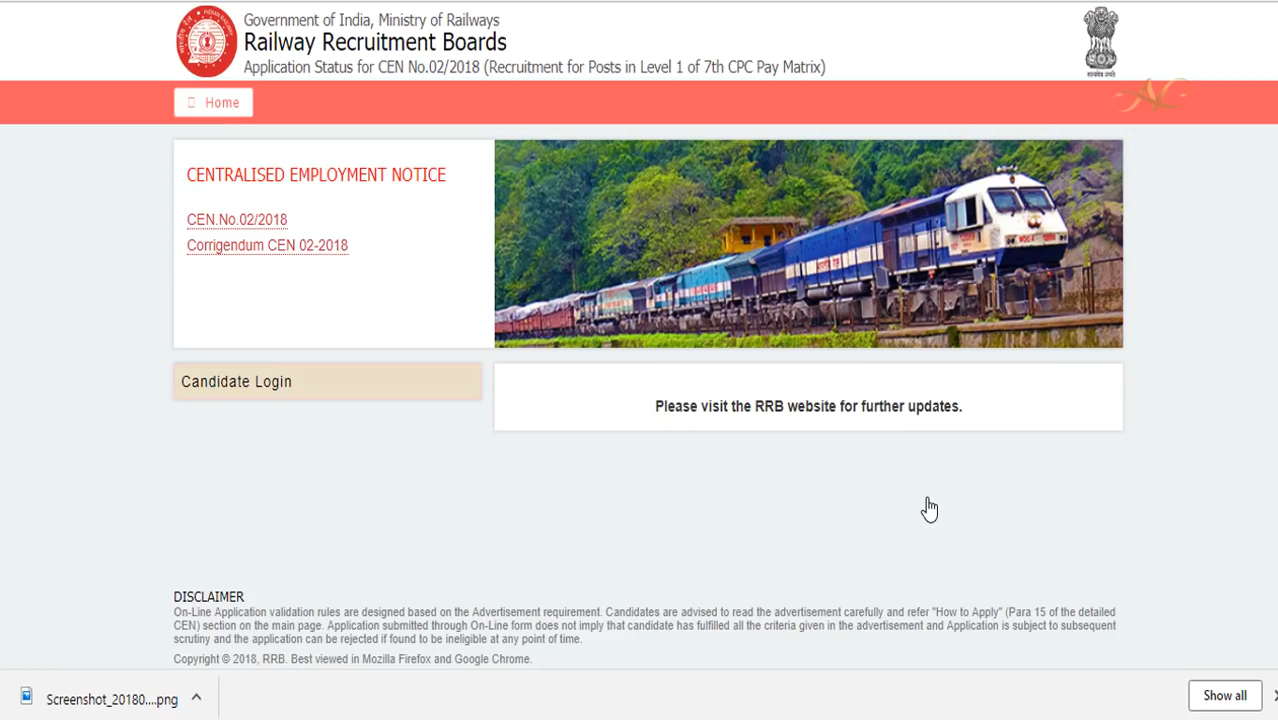 Government of India, Ministry of Railways
Railway Recruitment Boards
Application Status for CEN No.02/2018 (Recruitment for Posts in Level 1 of 7th CPC Pay Matrix)
Home
AC
CENTRALISED EMPLOYMENT NOTICE
CEN.No.02/2018
Corrigendum CEN 02-2018
Candidate Login
Please visit the RRB website for further updates.
DISCLAIMER
On-Line Application validation rules are designed based on the Advertisement requirement. Candidates are advised to read the advertisement carefully and refer "How to Apply" (Para 15 of the detailed
CEN) section on the main page. Application submitted through On-Line form does not imply that candidate has fulfilled all the criteria given in the advertisement and Application is subject to subsequent
scrutiny and the application can be rejected if found to be ineligible at any point of time.
Copyright © 2018, RRB. Best viewed in Mozilla Firefox and Google Chrome.
Screenshot_20180....png
Show all